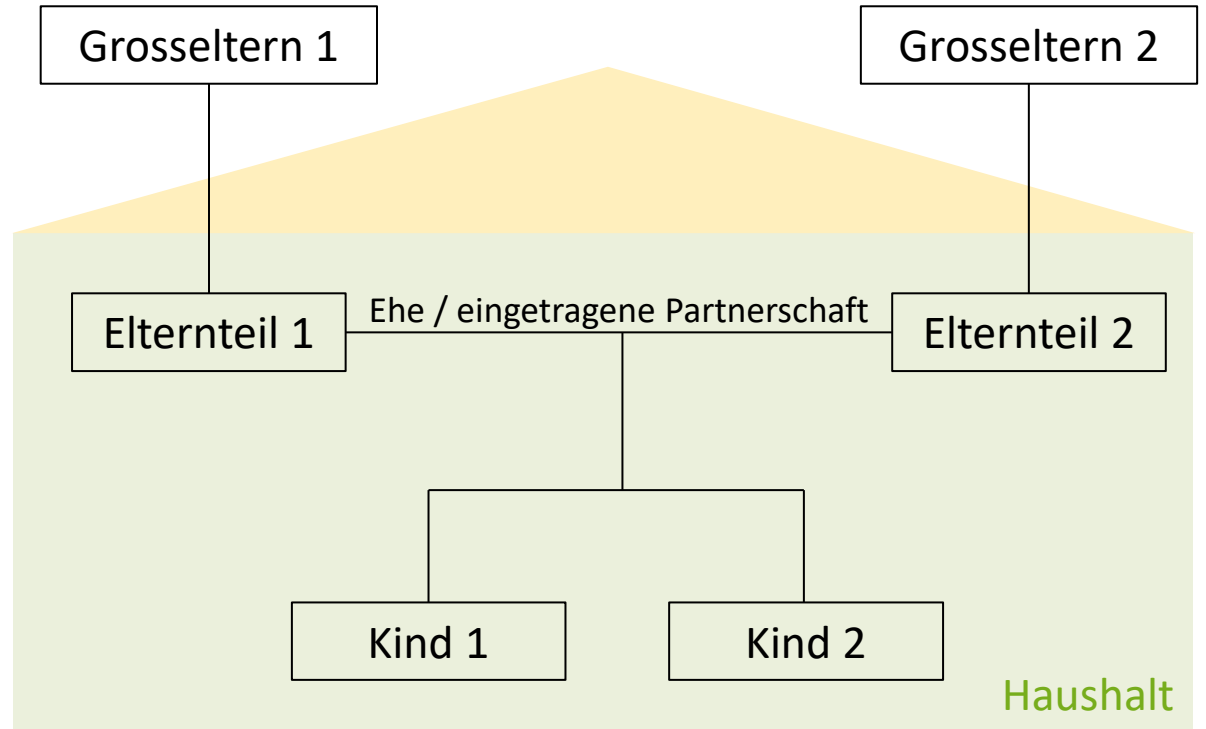 Grosseltern 1
Grosseltern 2
Ehe / eingetragene Partnerschaft
Elternteil 1
Elternteil 2
Kind 1
Kind 2
Haushalt